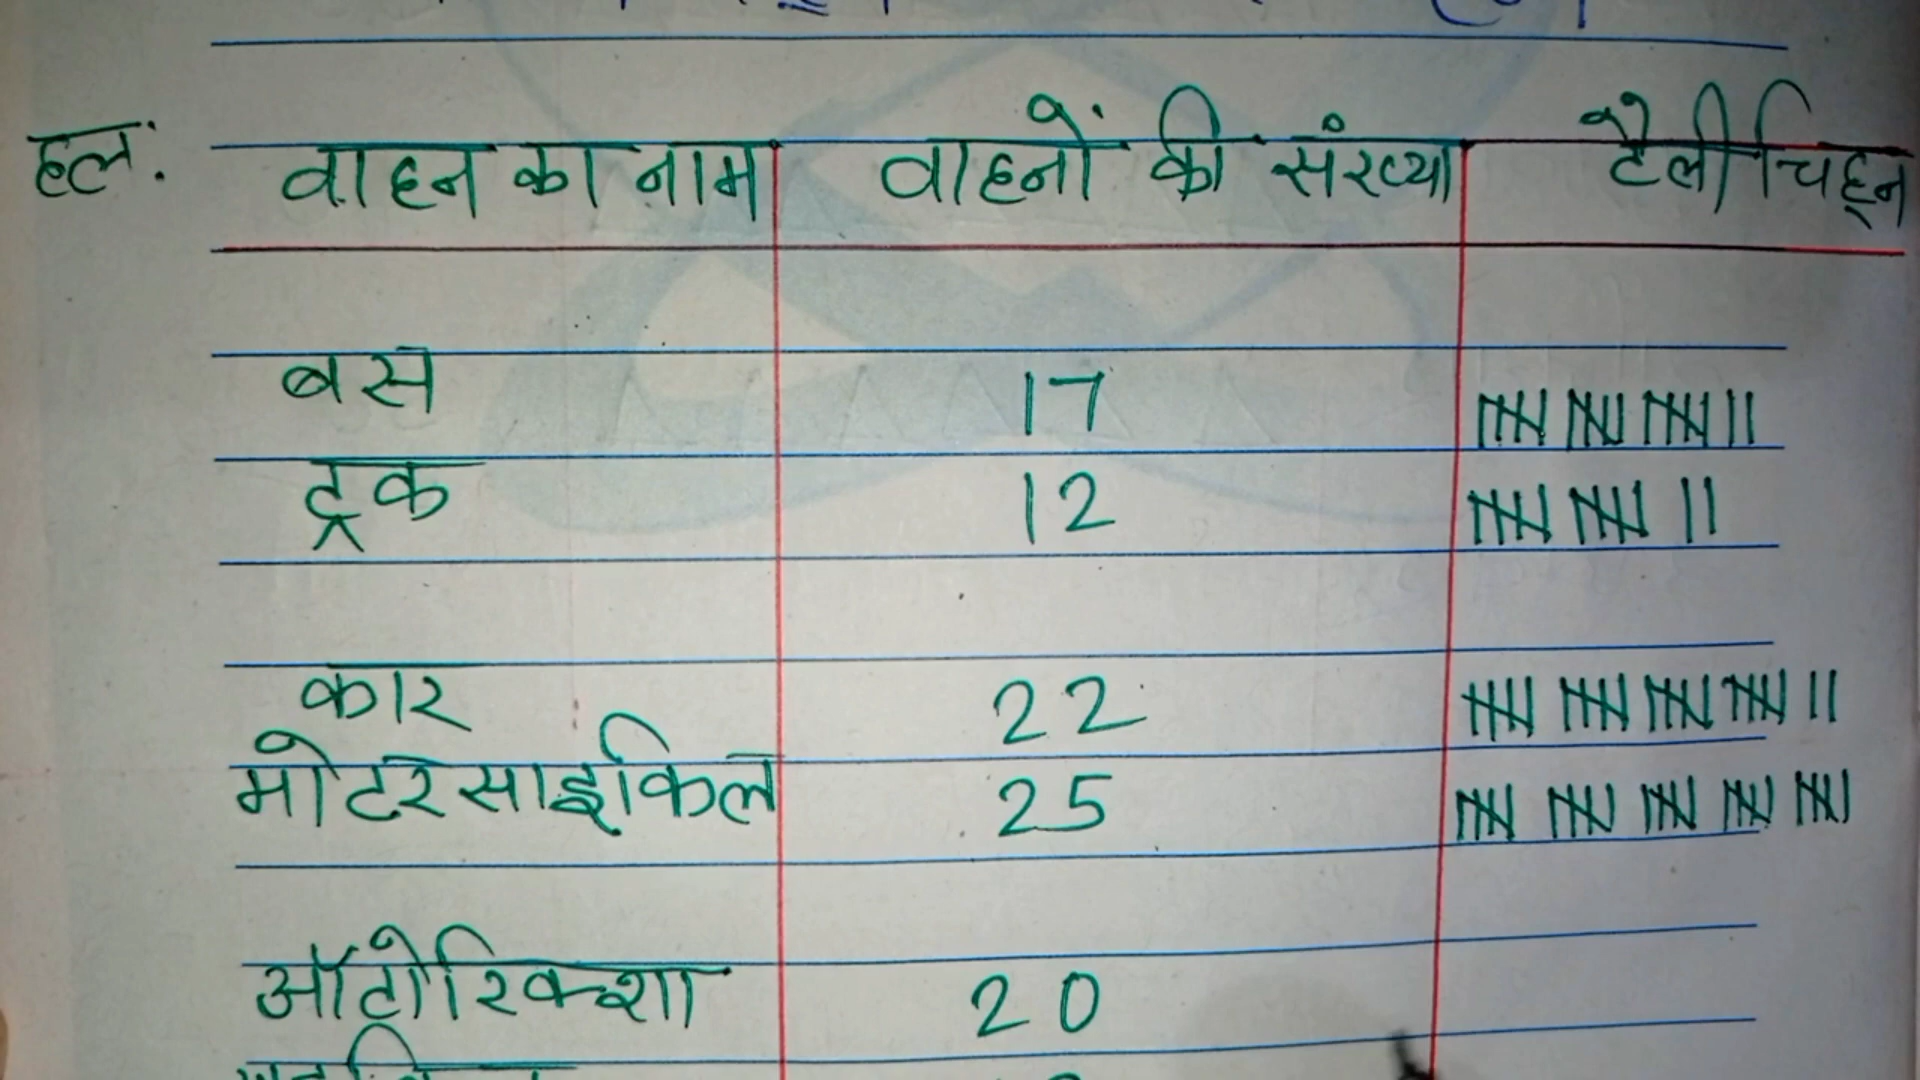 हल:
वाहन का नाम वाहनों की संख्या टैली चिह्न
बस 17 𝍸 𝍸 𝍸 ||
ट्रक 12 𝍸 𝍸 ||
कार 22 𝍸 𝍸 𝍸 𝍸 ||
मोटरसाइकिल 25 𝍸 𝍸 𝍸 𝍸 𝍸
ऑटोरिक्शा 20